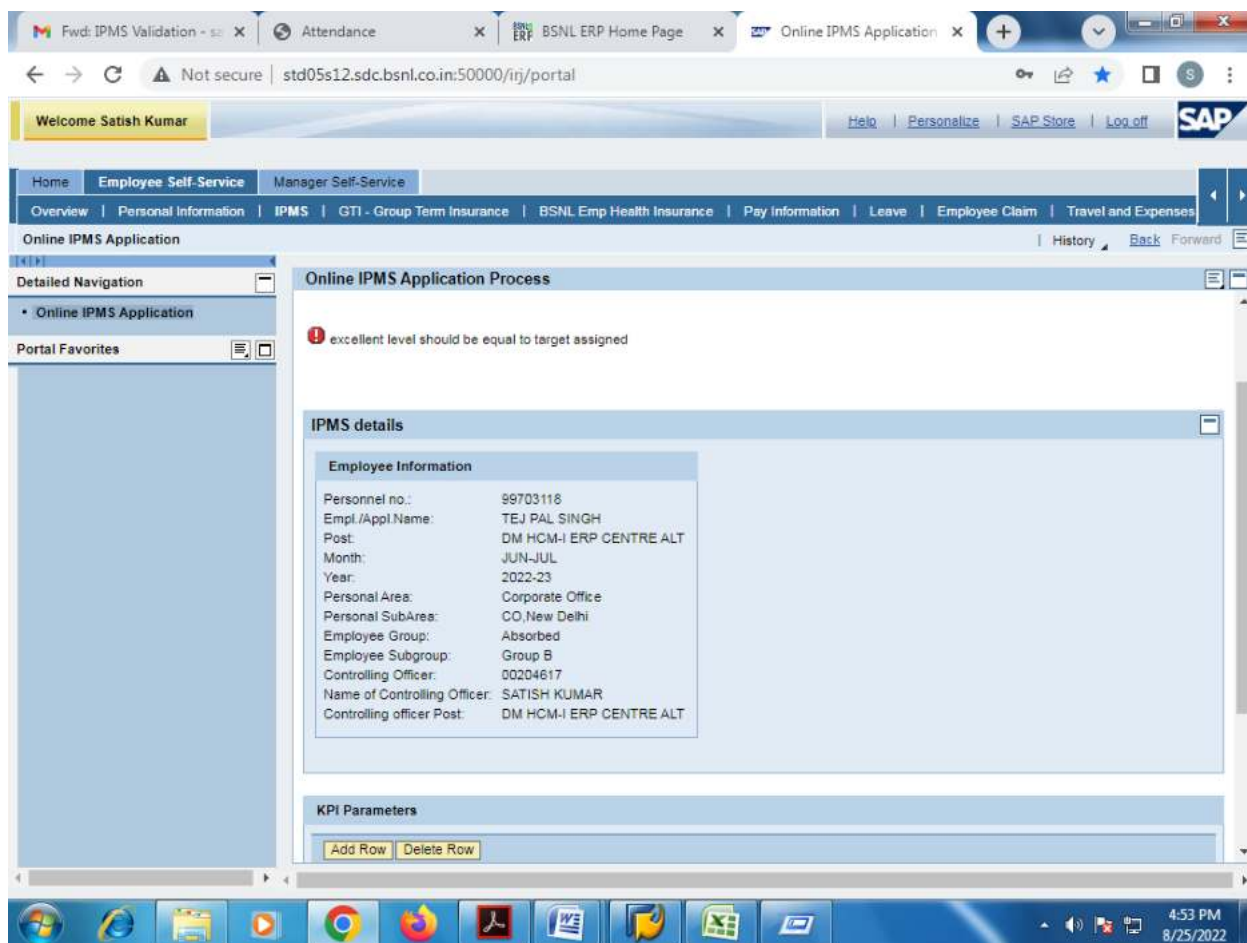 Fwd: IPMS Validation - sa
Attendance
BSNL ERP Home Page
Online IPMS Application
Not secure | std05s12.sdc.bsnl.co.in:50000/irj/portal
S
Welcome Satish Kumar
Help | Personalize | SAP Store | Log off
SAP
Home Employee Self-Service Manager Self-Service
Overview | Personal Information | IPMS | GTI - Group Term Insurance | BSNL Emp Health Insurance | Pay Information | Leave | Employee Claim | Travel and Expenses
Online IPMS Application
| History Back Forward
Detailed Navigation
• Online IPMS Application
Portal Favorites
Online IPMS Application Process
excellent level should be equal to target assigned
IPMS details
Employee Information
Personnel no.: 99703118
Empl./Appl.Name: TEJ PAL SINGH
Post: DM HCM-I ERP CENTRE ALT
Month: JUN-JUL
Year: 2022-23
Personal Area: Corporate Office
Personal SubArea: CO,New Delhi
Employee Group: Absorbed
Employee Subgroup: Group B
Controlling Officer: 00204617
Name of Controlling Officer: SATISH KUMAR
Controlling officer Post: DM HCM-I ERP CENTRE ALT
KPI Parameters
Add Row Delete Row
4:53 PM
8/25/2022